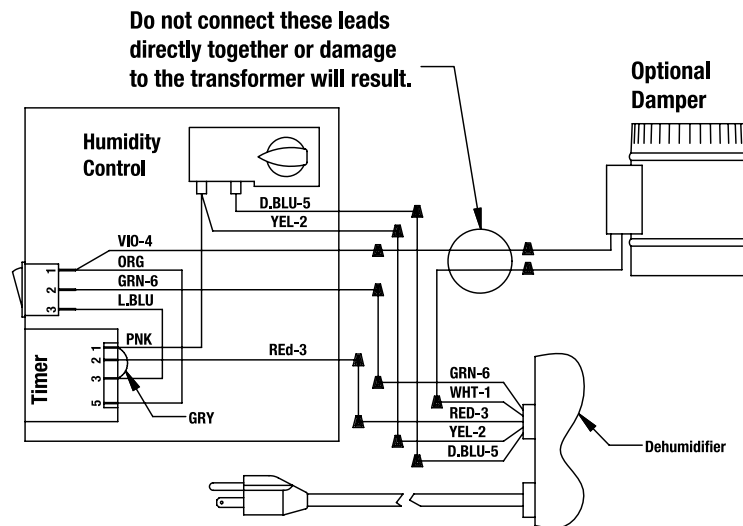 Do not connect these leads
directly together or damage
to the transformer will result.
Optional
Damper
Humidity
Control
D.BLU-5
YEL-2
VIO-4
ORG
1
2
GRN-6
3
L.BLU
PNK
REd-3
Timer
1
2
3
5
GRY
GRN-6
WHT-1
RED-3
YEL-2
D.BLU-5
Dehumidifier